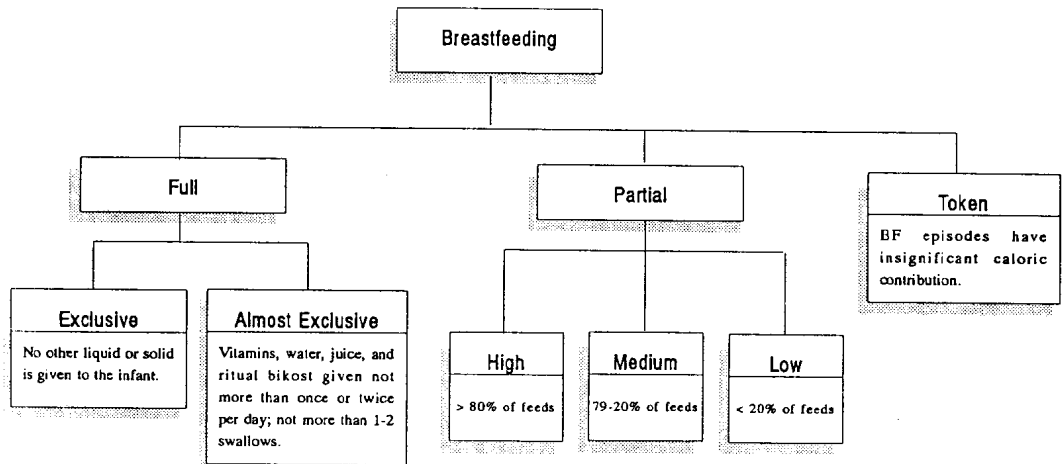 Breastfeeding
Full
Partial
Token
BF episodes have
insignificant caloric
contribution.
Exclusive
No other liquid or solid
is given to the infant.
Almost Exclusive
Vitamins, water, juice, and
ritual bikost given not
more than once or twice
per day; not more than 1-2
swallows.
High
> 80% of feeds
Medium
79-20% of feeds
Low
< 20% of feeds